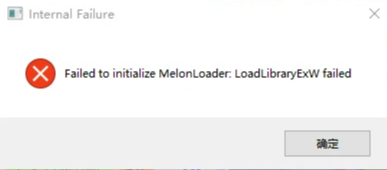 Internal Failure
Failed to initialize MelonLoader: LoadLibraryExW failed
确定